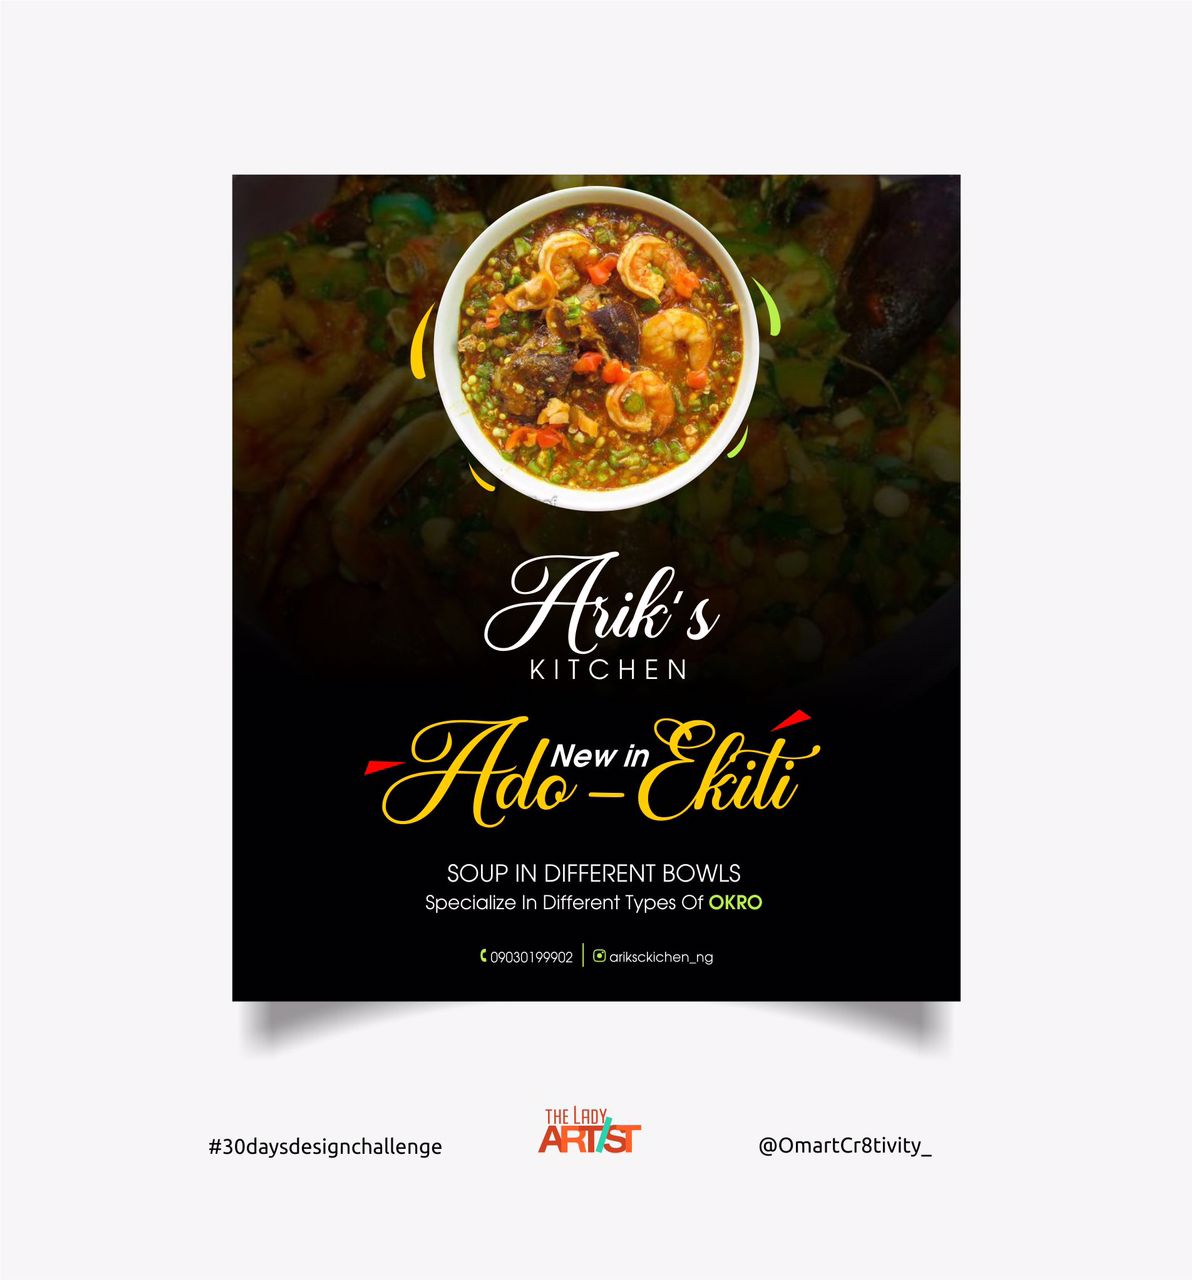 Arik's
KITCHEN
New in
Ado - Ekiti
SOUP IN DIFFERENT BOWLS
Specialize In Different Types Of OKRO
09030199902 ariksckichen_ng
#30daysdesignchallenge
THE LADY
ARTIST
@OmartCr8tivity_